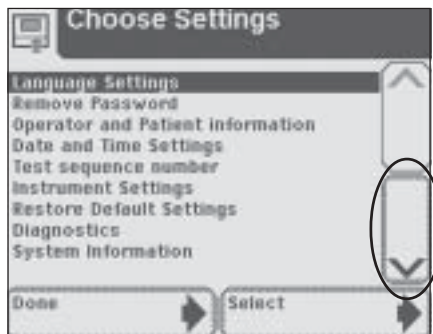 Choose Settings
Language Settings
Remove Password
Operator and Patient information
Date and Time Settings
Test sequence number
Instrument Settings
Restore Default Settings
Diagnostics
System Information
Done
Select